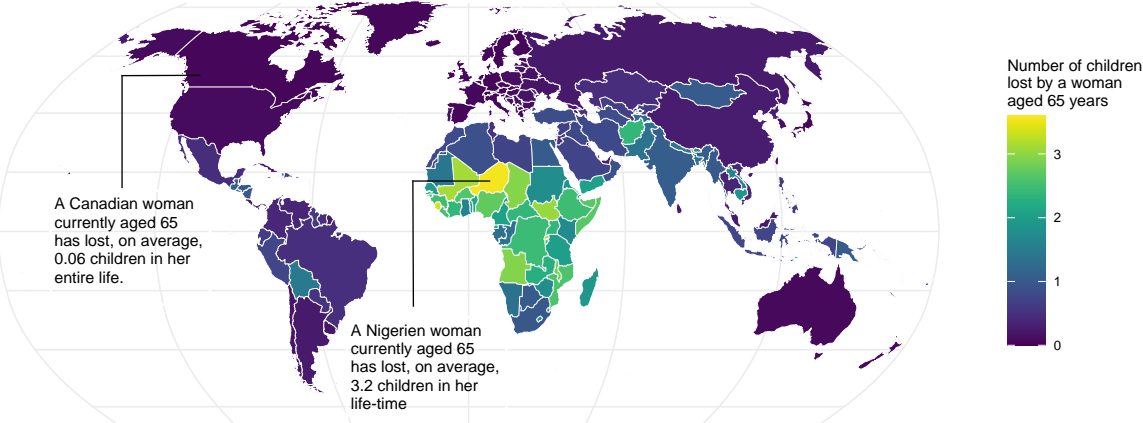 Number of children
lost by a woman
aged 65 years
3
2
1
0
A Canadian woman
currently aged 65
has lost, on average,
0.06 children in her
entire life.
A Nigerien woman
currently aged 65
has lost, on average,
3.2 children in her
life-time